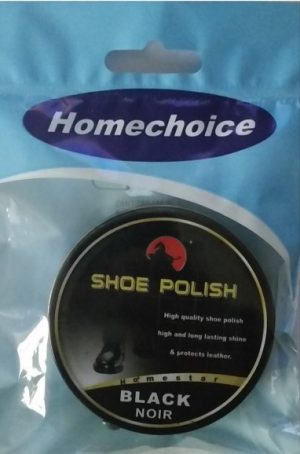 Homechoice
SHOE POLISH
High quality shoe polish
high and long lasting shine
& protects leather.
Homestar
BLACK
NOIR